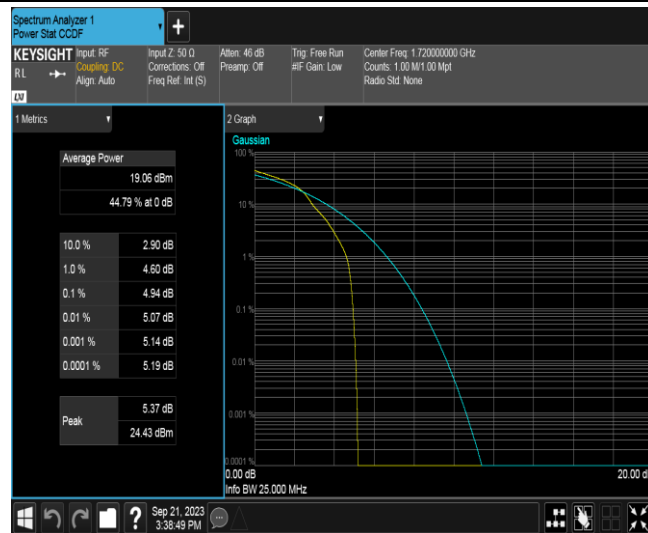 Spectrum Analyzer 1
Power Stat CCDF
+
KEYSIGHT
RL
LXI
Input: RF
Coupling: DC
Align: Auto
Input Z: 50 Ω
Corrections: Off
Freq Ref: Int (S)
Atten: 46 dB
Preamp: Off
Trig: Free Run
#IF Gain: Low
Center Freq: 1.720000000 GHz
Counts: 1.00 M/1.00 Mpt
Radio Std: None
1 Metrics
Average Power
19.06 dBm
44.79 % at 0 dB
10.0 % 2.90 dB
1.0 % 4.60 dB
0.1 % 4.94 dB
0.01 % 5.07 dB
0.001 % 5.14 dB
0.0001 % 5.19 dB
Peak
5.37 dB
24.43 dBm
2 Graph
Gaussian
100 %
10 %
1 %
0.1 %
0.01 %
0.001 %
0.0001 %
0.00 dB
20.00 d
Info BW 25.000 MHz
?
Sep 21, 2023
3:38:49 PM